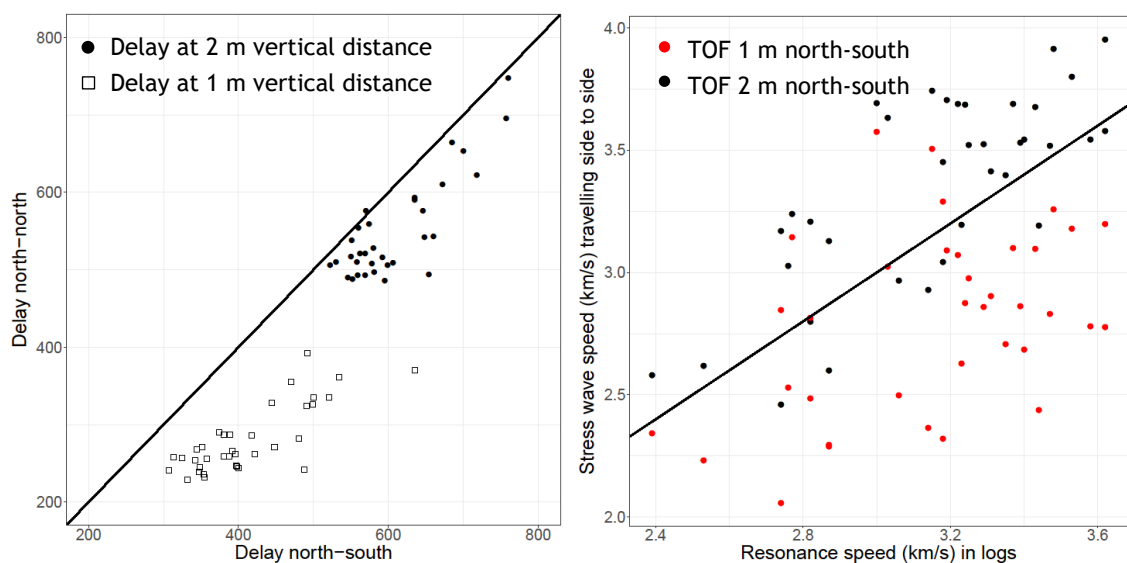 Delay at 2 m vertical distance
Delay at 1 m vertical distance
800
600
400
200
Delay north−north
200 400 600 800
Delay north−south
TOF 1 m north-south
TOF 2 m north-south
4.0
3.5
3.0
2.5
2.0
Stress wave speed (km/s) travelling side to side
2.4 2.8 3.2 3.6
Resonance speed (km/s) in logs